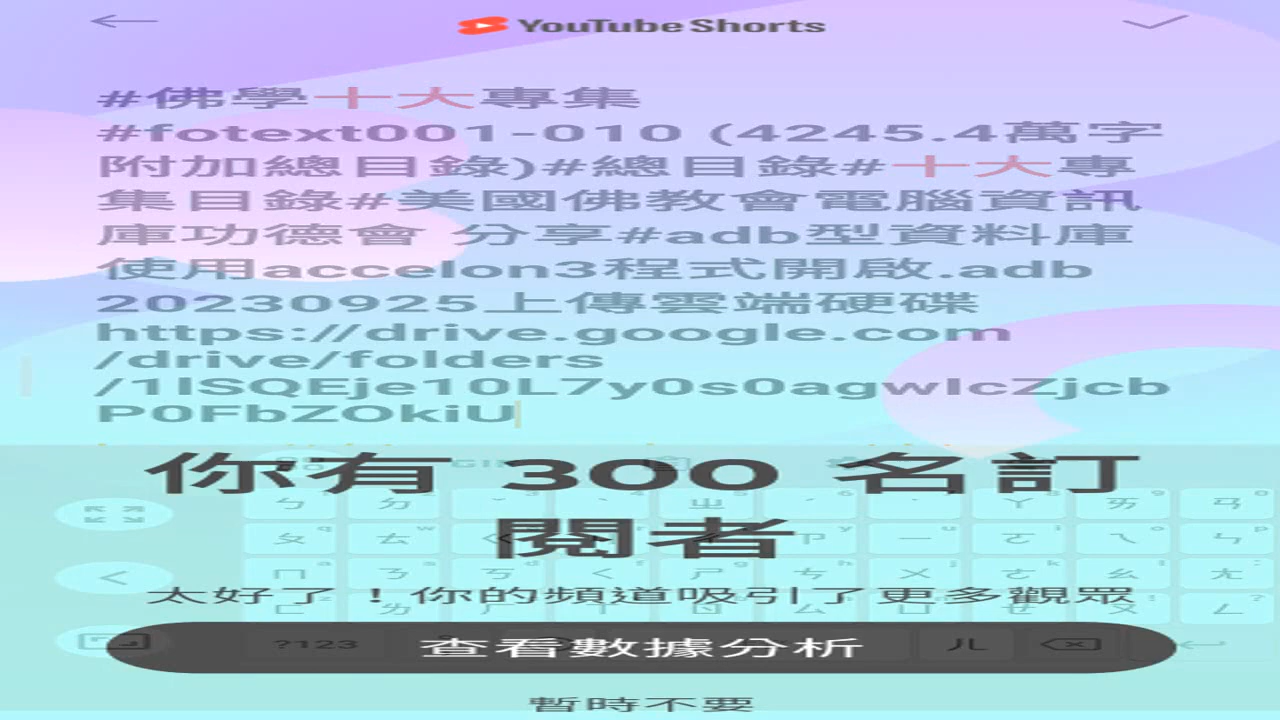 YouTube Shorts
#佛學十大專集
#fotext001-010 (4245.4萬字
附加總目錄)#總目錄#十大專
集目錄#美國佛教會電腦資訊
庫功德會 分享#adb型資料庫
使用accelon3程式開啟.adb
20230925上傳雲端硬碟
https://drive.google.com
/drive/folders
/1lSQEje10L7y0s0agwIcZjcb
P0FbZOkiU
你有 300 名訂
閱者
太好了！你的頻道吸引了更多觀眾
?123
查看數據分析
ㄦ
暫時不要